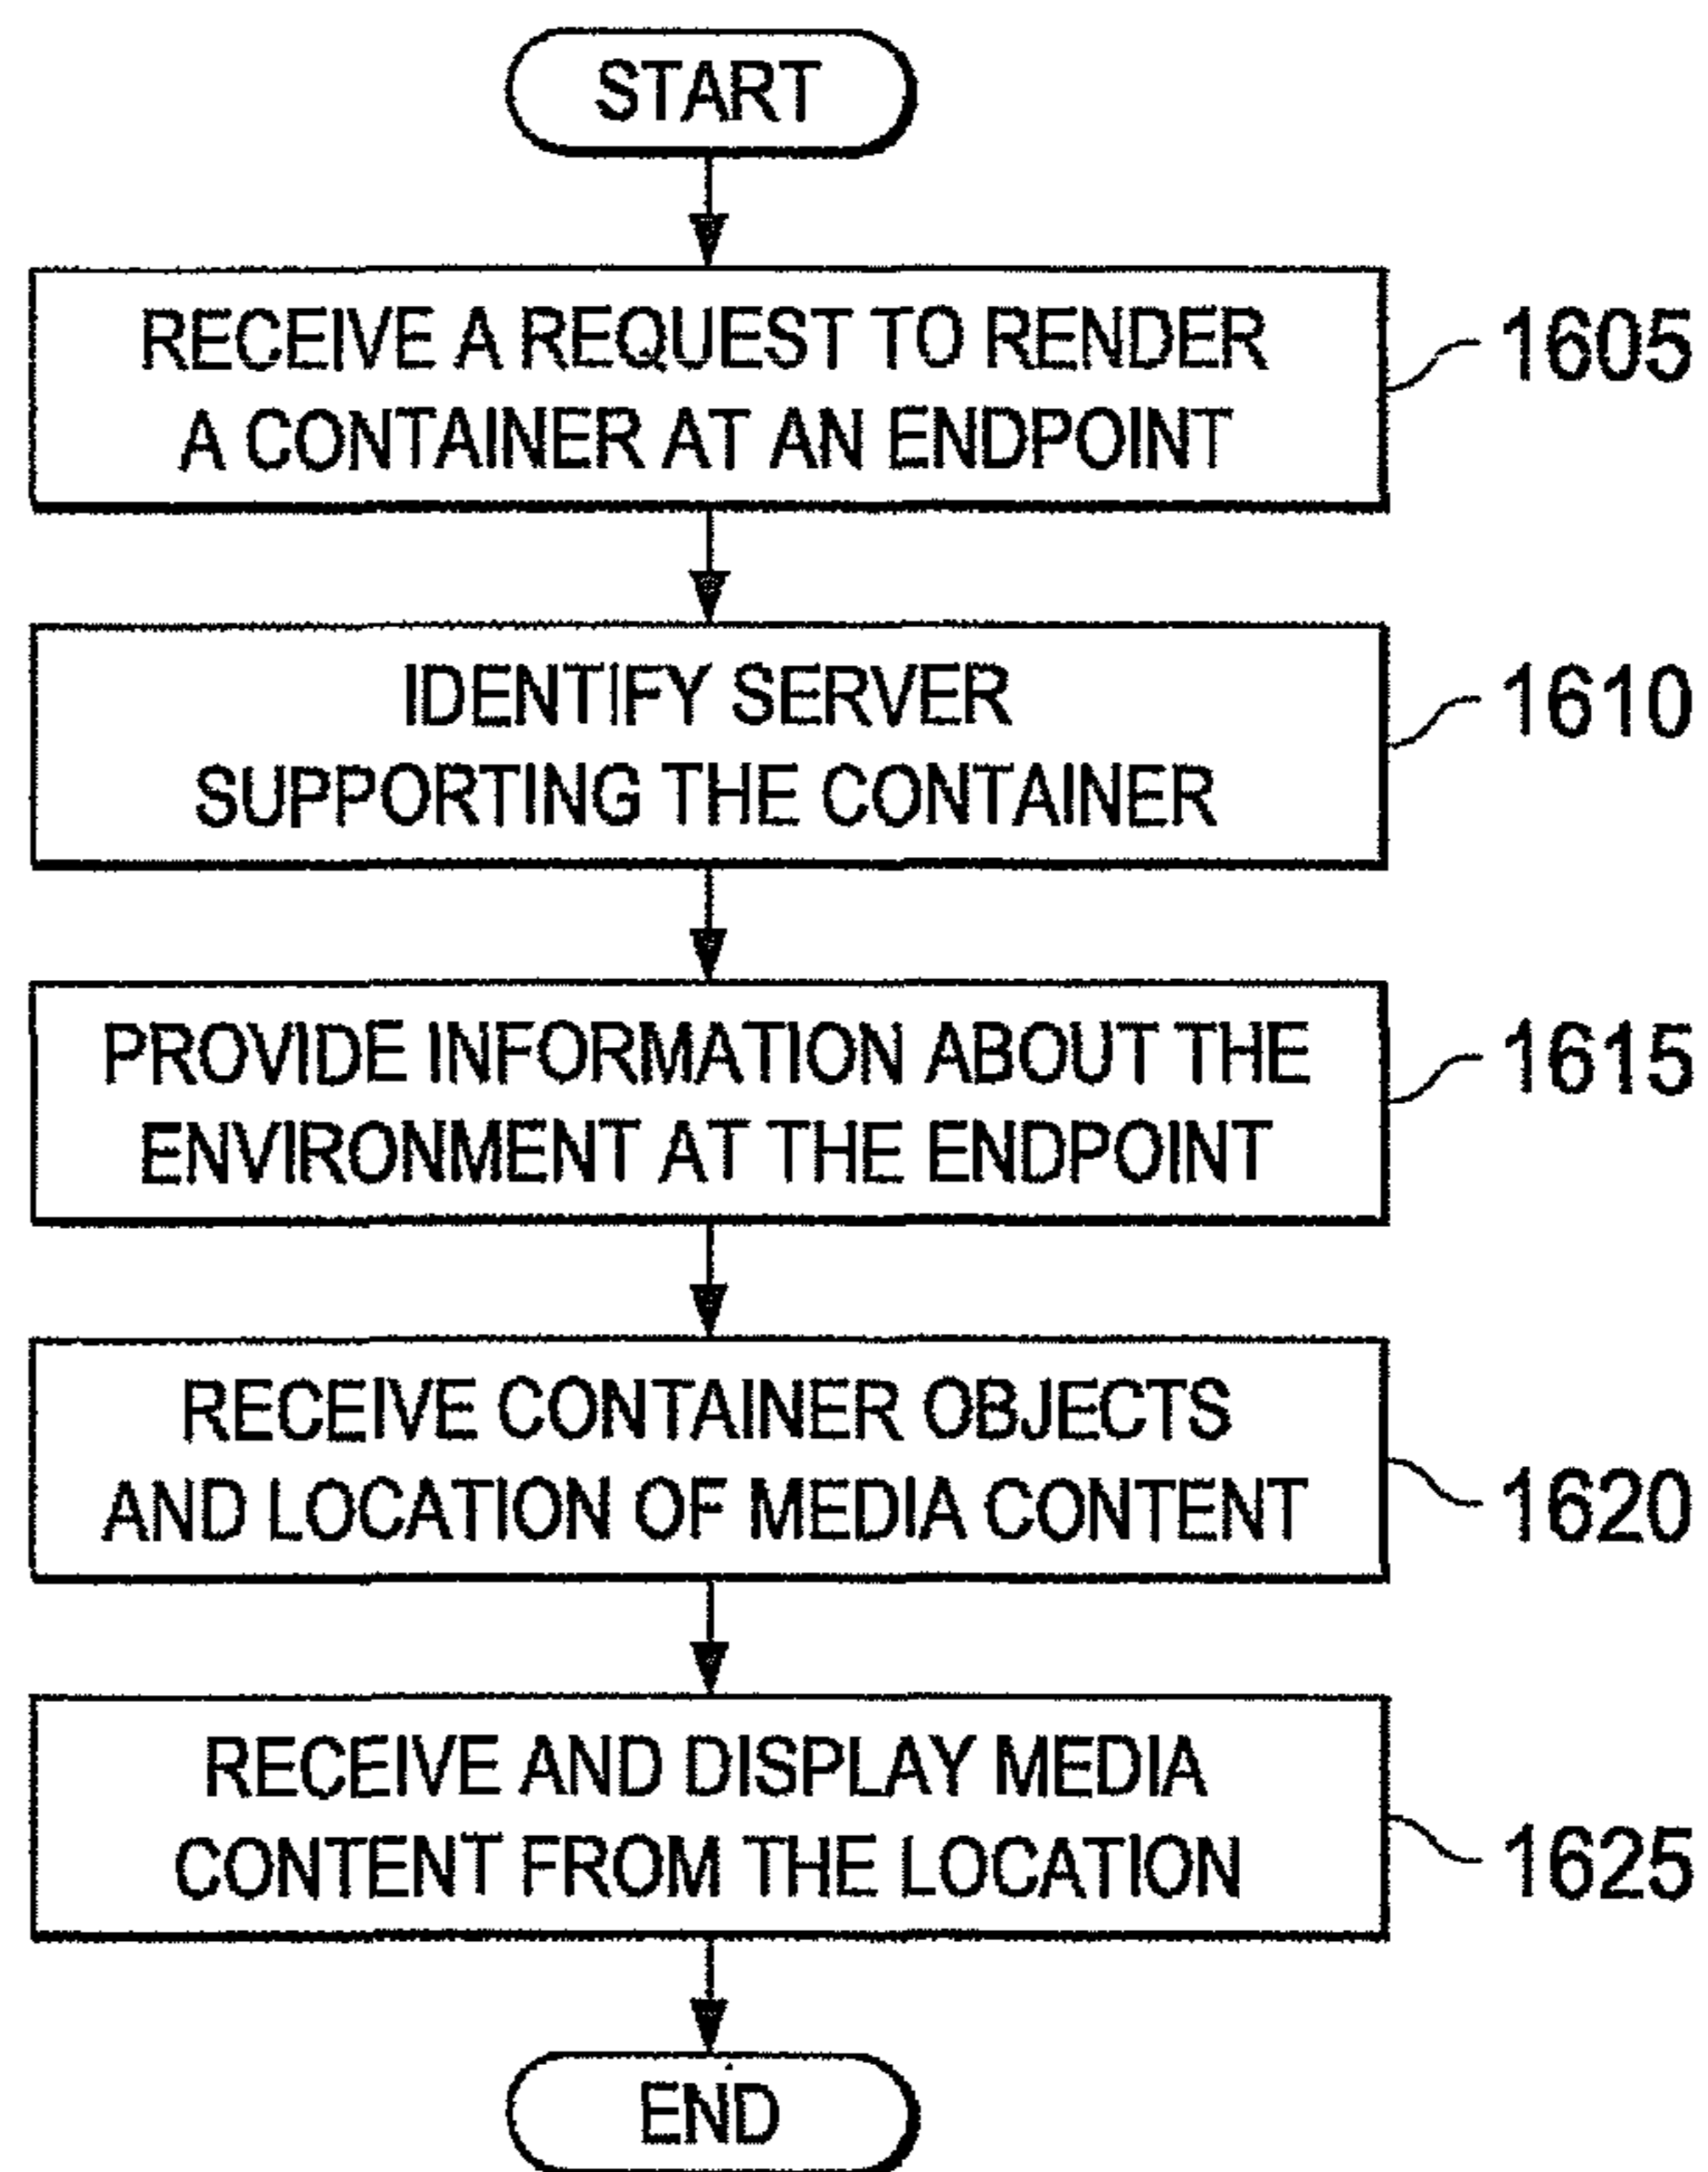 START
RECEIVE A REQUEST TO RENDER
A CONTAINER AT AN ENDPOINT
1605
IDENTIFY SERVER
SUPPORTING THE CONTAINER
1610
PROVIDE INFORMATION ABOUT THE
ENVIRONMENT AT THE ENDPOINT
1615
RECEIVE CONTAINER OBJECTS
AND LOCATION OF MEDIA CONTENT
1620
RECEIVE AND DISPLAY MEDIA
CONTENT FROM THE LOCATION
1625
END